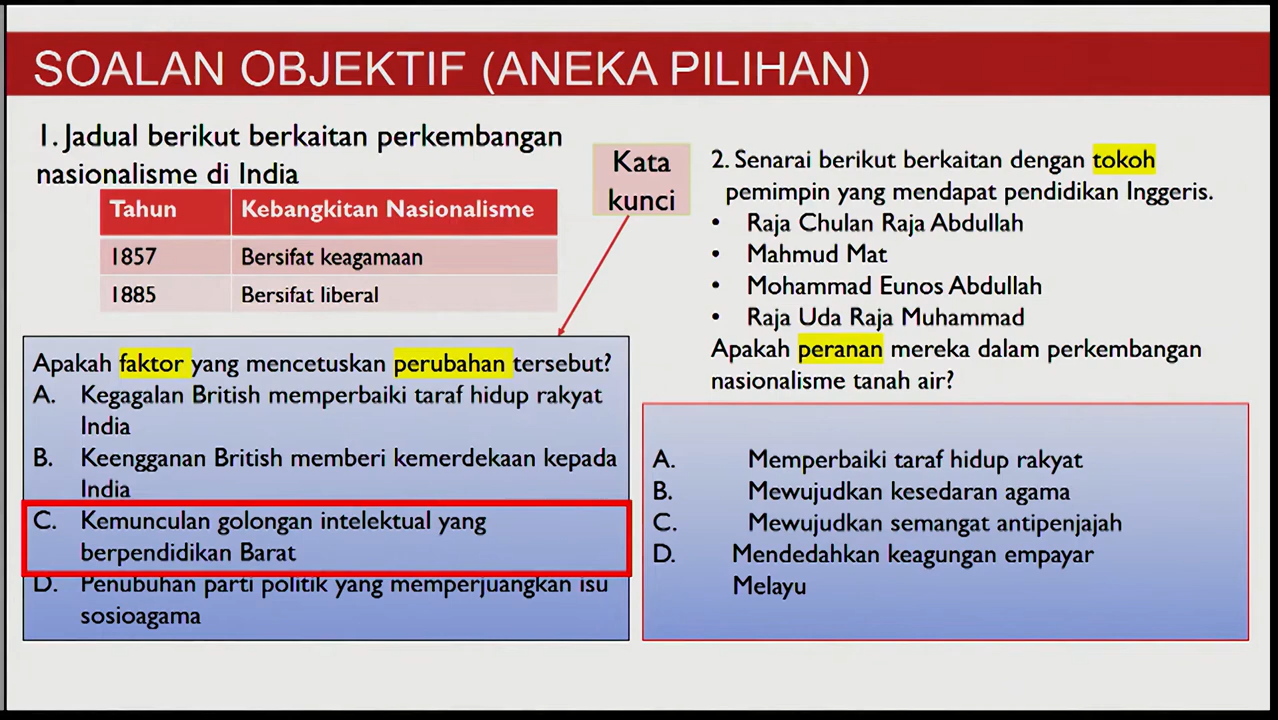 SOALAN OBJEKTIF (ANEKA PILIHAN)
1. Jadual berikut berkaitan perkembangan
nasionalisme di India
Tahun Kebangkitan Nasionalisme
1857 Bersifat keagamaan
1885 Bersifat liberal
Kata
kunci
Apakah faktor yang mencetuskan perubahan tersebut?
A. Kegagalan British memperbaiki taraf hidup rakyat
India
B. Keengganan British memberi kemerdekaan kepada
India
C. Kemunculan golongan intelektual yang
berpendidikan Barat
D. Penubuhan parti politik yang memperjuangkan isu
sosioagama
2. Senarai berikut berkaitan dengan tokoh
pemimpin yang mendapat pendidikan Inggeris.
• Raja Chulan Raja Abdullah
• Mahmud Mat
• Mohammad Eunos Abdullah
• Raja Uda Raja Muhammad
Apakah peranan mereka dalam perkembangan
nasionalisme tanah air?
A. Memperbaiki taraf hidup rakyat
B. Mewujudkan kesedaran agama
C. Mewujudkan semangat antipenjajah
D. Mendedahkan keagungan empayar
Melayu